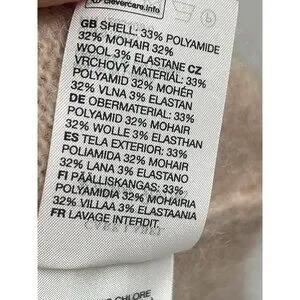 clevercare.info
GB SHELL: 33% POLYAMIDE
32% MOHAIR 32%
WOOL 3% ELASTANE CZ
VRCHOVÝ MATERIÁL: 33%
POLYAMID 32% MOHÉR
32% VLNA 3% ELASTAN
DE OBERMATERIAL: 33%
POLYAMID 32% MOHAIR
32% WOLLE 3% ELASTHAN
ES TELA EXTERIOR: 33%
POLIAMIDA 32% MOHAIR
32% LANA 3% ELASTANO
FI PÄÄLLISKANGAS: 33%
POLYAMIDIA 32% MOHAIRIA
32% VILLAA 3% ELASTAANIA
FR LAVAGE INTERDIT.
CHLORE